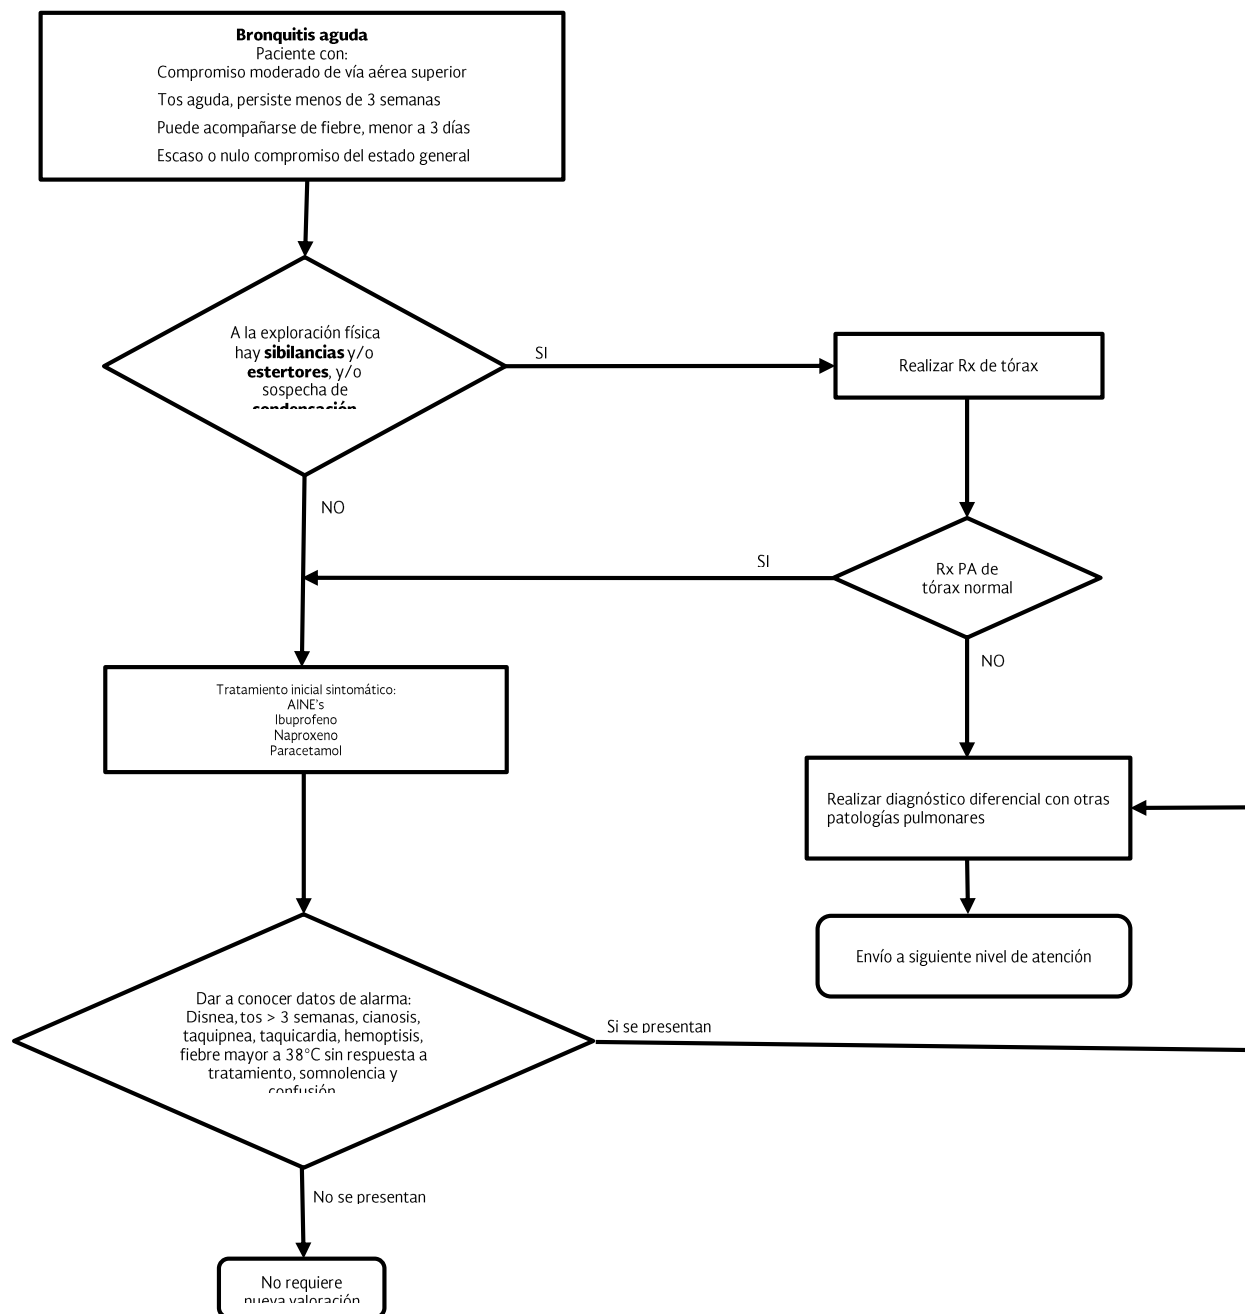 Bronquitis aguda
Paciente con:
Compromiso moderado de vía aérea superior
Tos aguda, persiste menos de 3 semanas
Puede acompañarse de fiebre, menor a 3 días
Escaso o nulo compromiso del estado general
A la exploración física
hay sibilancias y/o
estertores, y/o
sospecha de
condensación
SI
Realizar Rx de tórax
NO
SI
Rx PA de
tórax normal
NO
Tratamiento inicial sintomático:
AINE's
Ibuprofeno
Naproxeno
Paracetamol
Realizar diagnóstico diferencial con otras
patologías pulmonares
Envío a siguiente nivel de atención
Dar a conocer datos de alarma:
Disnea, tos > 3 semanas, cianosis,
taquipnea, taquicardia, hemoptisis,
fiebre mayor a 38°C sin respuesta a
tratamiento, somnolencia y
confusión
Si se presentan
No se presentan
No requiere
nueva valoración